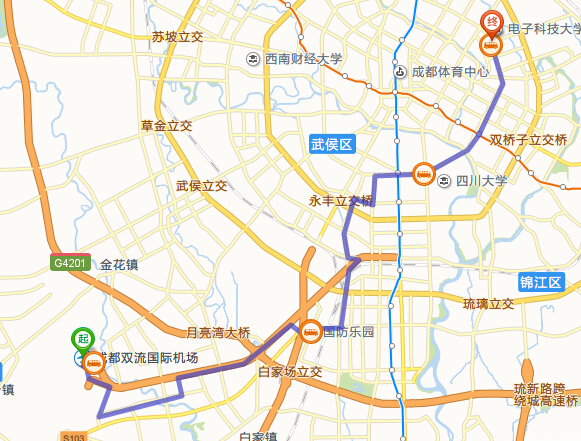 终
电子科技大学
苏坡立交
西南财经大学
成都体育中心
草金立交
武侯区
双桥子立交桥
武侯立交
四川大学
永丰立交桥
G4201
金花镇
锦江区
琉璃立交
月亮湾大桥
国防乐园
起
成都双流国际机场
白家场立交
琉新路跨
绕城高速桥
镇
S103
白家镇